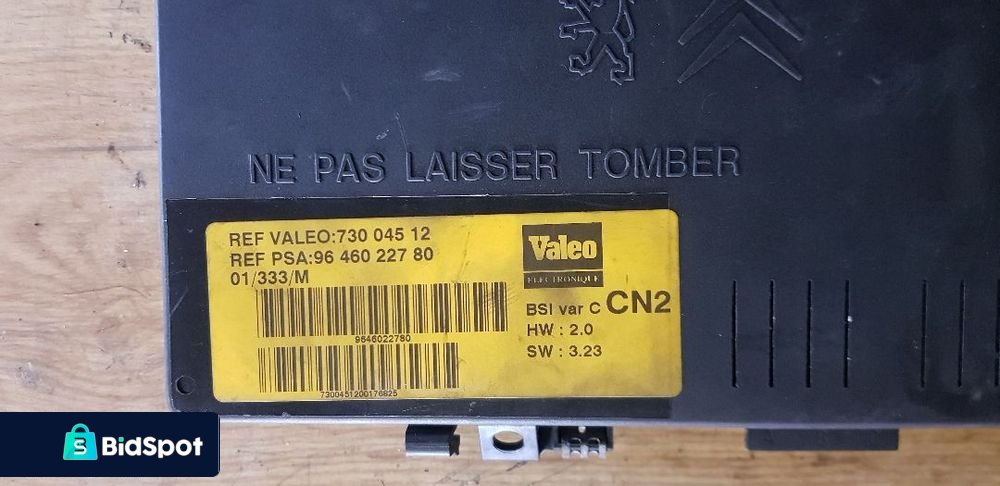 NE PAS LAISSER TOMBER
REF VALEO:730 045 12
REF PSA:96 460 227 80
01/333/M
9646022780
7300451200176825
Valeo
ELECTRONIQUE
BSI var C CN2
HW : 2.0
SW : 3.23
S
BidSpot